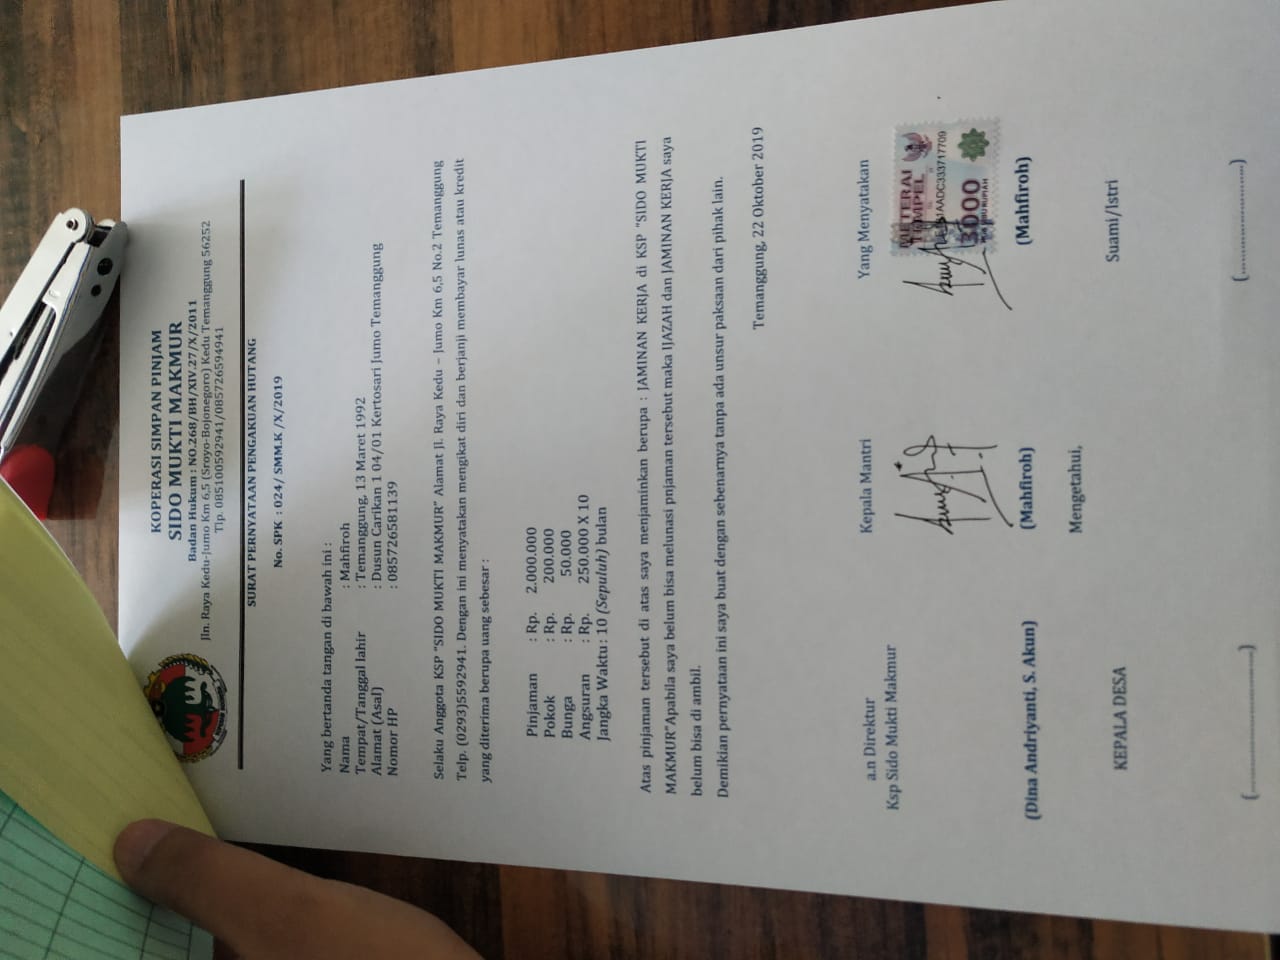 KOPERASI SIMPAN PINJAM
SIDO MUKTI MAKMUR
Badan Hukum : NO.268/BH/XIV.27/X/2011
Jln. Raya Kedu-Jumo Km 6,5 (Sroyo-Bojonegoro) Kedu Temanggung 56252
Tlp. 085100592941/085726594941
SURAT PERNYATAAN PENGAKUAN HUTANG
No. SPK : 024/ SMM.K /X/2019
Yang bertanda tangan di bawah ini :
Nama : Mahfiroh
Tempat/Tanggal lahir : Temanggung, 13 Maret 1992
Alamat (Asal) : Dusun Carikan 1 04/01 Kertosari Jumo Temanggung
Nomor HP : 085726581139
Selaku Anggota KSP "SIDO MUKTI MAKMUR" Alamat Jl. Raya Kedu – Jumo Km 6,5 No.2 Temanggung
Telp. (0293)5592941. Dengan ini menyatakan mengikat diri dan berjanji membayar lunas atau kredit
yang diterima berupa uang sebesar :
Pinjaman : Rp. 2.000.000
Pokok : Rp. 200.000
Bunga : Rp. 50.000
Angsuran : Rp. 250.000 X 10
Jangka Waktu : 10 (Sepuluh) bulan
Atas pinjaman tersebut di atas saya menjaminkan berupa : JAMINAN KERJA di KSP "SIDO MUKTI
MAKMUR"Apabila saya belum bisa melunasi pnjaman tersebut maka IJAZAH dan JAMINAN KERJA saya
belum bisa di ambil.
Demikian pernyataan ini saya buat dengan sebenarnya tanpa ada unsur paksaan dari pihak lain.
Temanggung, 22 Oktober 2019
a.n Direktur Kepala Mantri Yang Menyatakan
Ksp Sido Mukti Makmur
METERAI
TEMPEL
AADC333717709
3000
(Dina Andriyanti, S. Akun) (Mahfiroh) (Mahfiroh)
Mengetahui,
KEPALA DESA Suami/Istri
(........................) (........................)